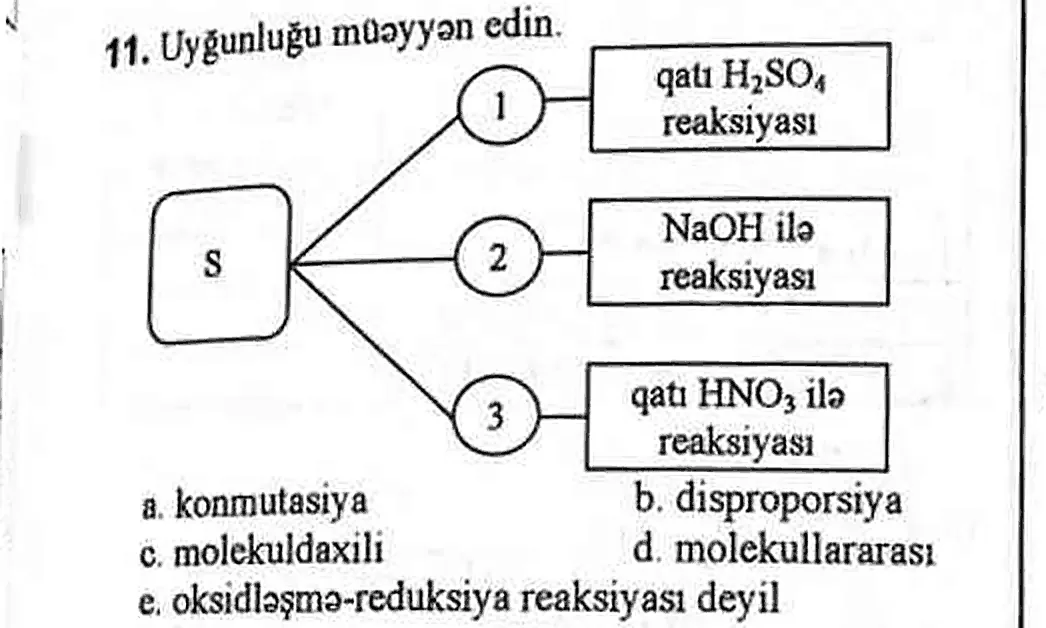 11. Uyğunluğu müəyyən edin.
1
qatı H₂SO₄
reaksiyası
S
2
NaOH ilə
reaksiyası
3
qatı HNO₃ ilə
reaksiyası
a. konmutasiya b. disproporsiya
c. molekuldaxili d. molekullararası
e. oksidləşmə-reduksiya reaksiyası deyil